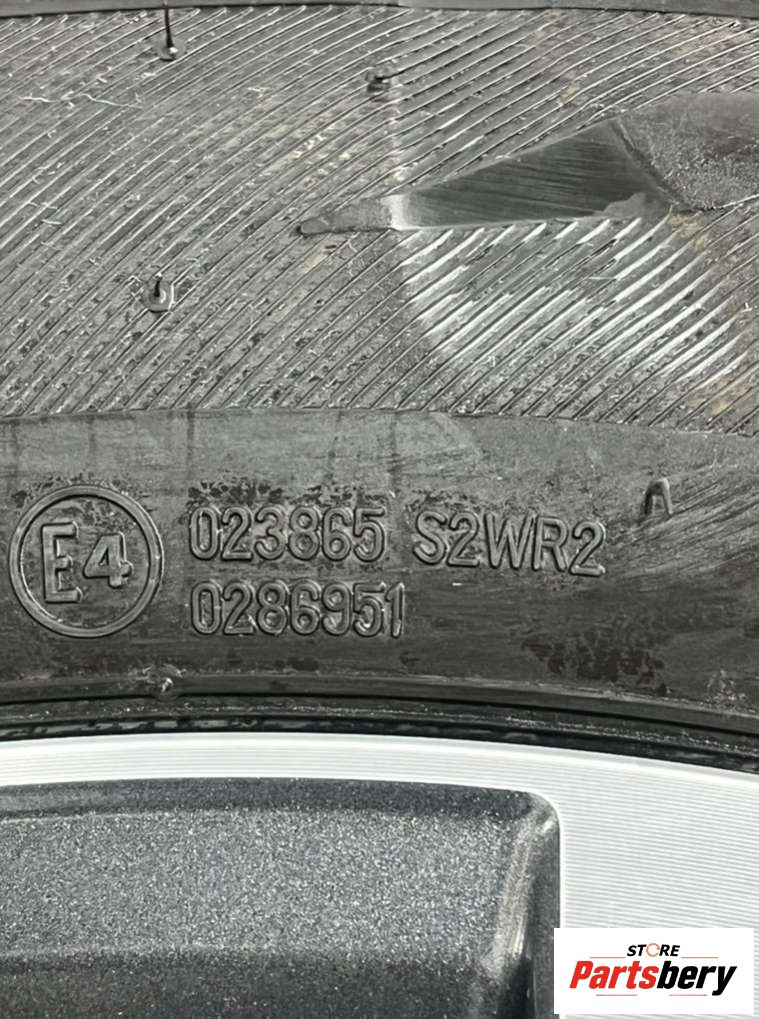 E4
023865 S2WR2
0286951
A
STORE
Partsbery